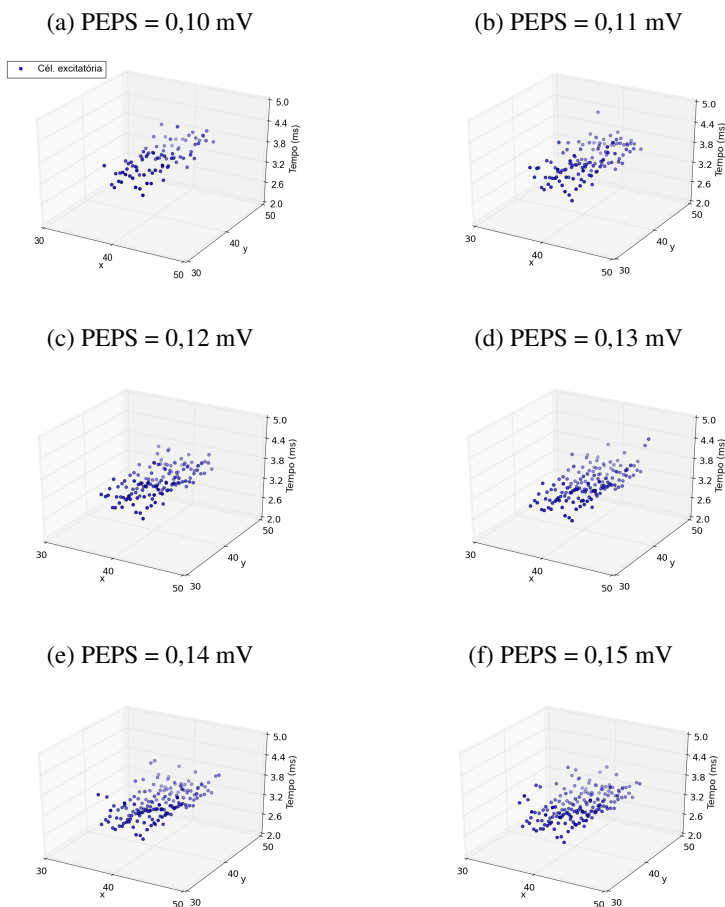 (a) PEPS = 0,10 mV
Cél. excitatória
5.0
4.4
3.8
3.2
2.6
2.0
Tempo (ms)
30
40
50
x
30
40
50
y
(b) PEPS = 0,11 mV
5.0
4.4
3.8
3.2
2.6
2.0
Tempo (ms)
30
40
50
x
30
40
50
y
(c) PEPS = 0,12 mV
5.0
4.4
3.8
3.2
2.6
2.0
Tempo (ms)
30
40
50
x
30
40
50
y
(d) PEPS = 0,13 mV
5.0
4.4
3.8
3.2
2.6
2.0
Tempo (ms)
30
40
50
x
30
40
50
y
(e) PEPS = 0,14 mV
5.0
4.4
3.8
3.2
2.6
2.0
Tempo (ms)
30
40
50
x
30
40
50
y
(f) PEPS = 0,15 mV
5.0
4.4
3.8
3.2
2.6
2.0
Tempo (ms)
30
40
50
x
30
40
50
y